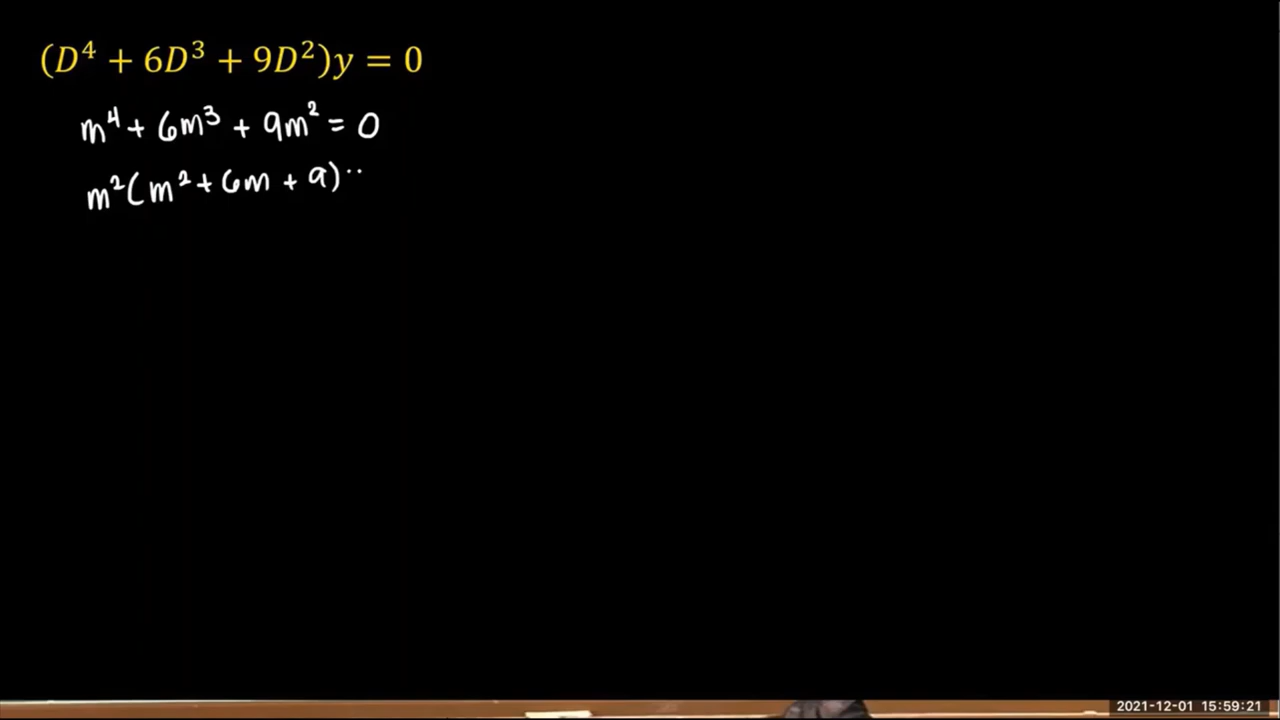 (D⁴ + 6D³ + 9D²)y = 0
m⁴ + 6m³ + 9m² = 0
m²(m² + 6m + 9)
2021-12-01 15:59:21